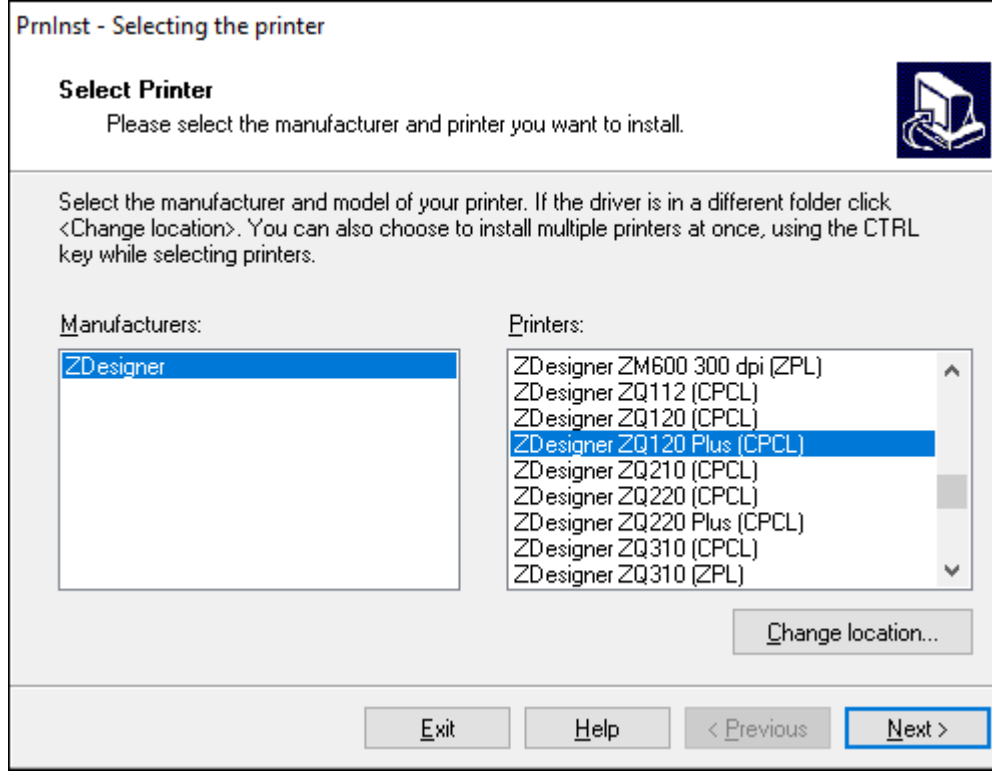 PrnInst - Selecting the printer
Select Printer
Please select the manufacturer and printer you want to install.
Select the manufacturer and model of your printer. If the driver is in a different folder click
<Change location>. You can also choose to install multiple printers at once, using the CTRL
key while selecting printers.
Manufacturers:
ZDesigner
Printers:
ZDesigner ZM600 300 dpi (ZPL)
ZDesigner ZQ112 (CPCL)
ZDesigner ZQ120 (CPCL)
ZDesigner ZQ120 Plus (CPCL)
ZDesigner ZQ210 (CPCL)
ZDesigner ZQ220 (CPCL)
ZDesigner ZQ220 Plus (CPCL)
ZDesigner ZQ310 (CPCL)
ZDesigner ZQ310 (ZPL)
Change location...
Exit
Help
< Previous
Next >